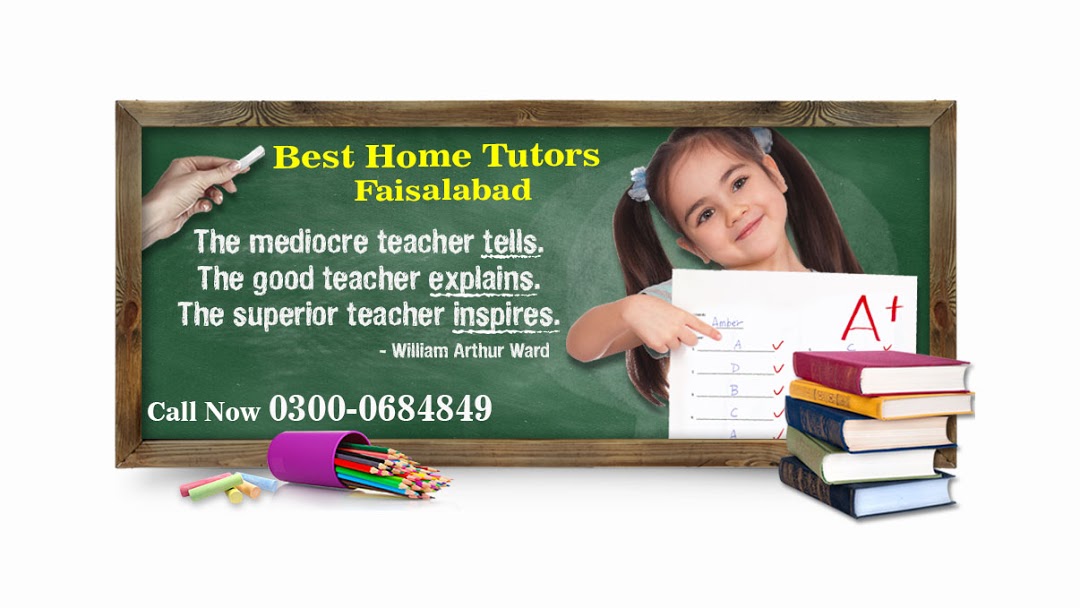 Best Home Tutors
Faisalabad
The mediocre teacher tells.
The good teacher explains.
The superior teacher inspires.
- William Arthur Ward
Call Now 0300-0684849
Amber
A+
A
C
D
B
C
A